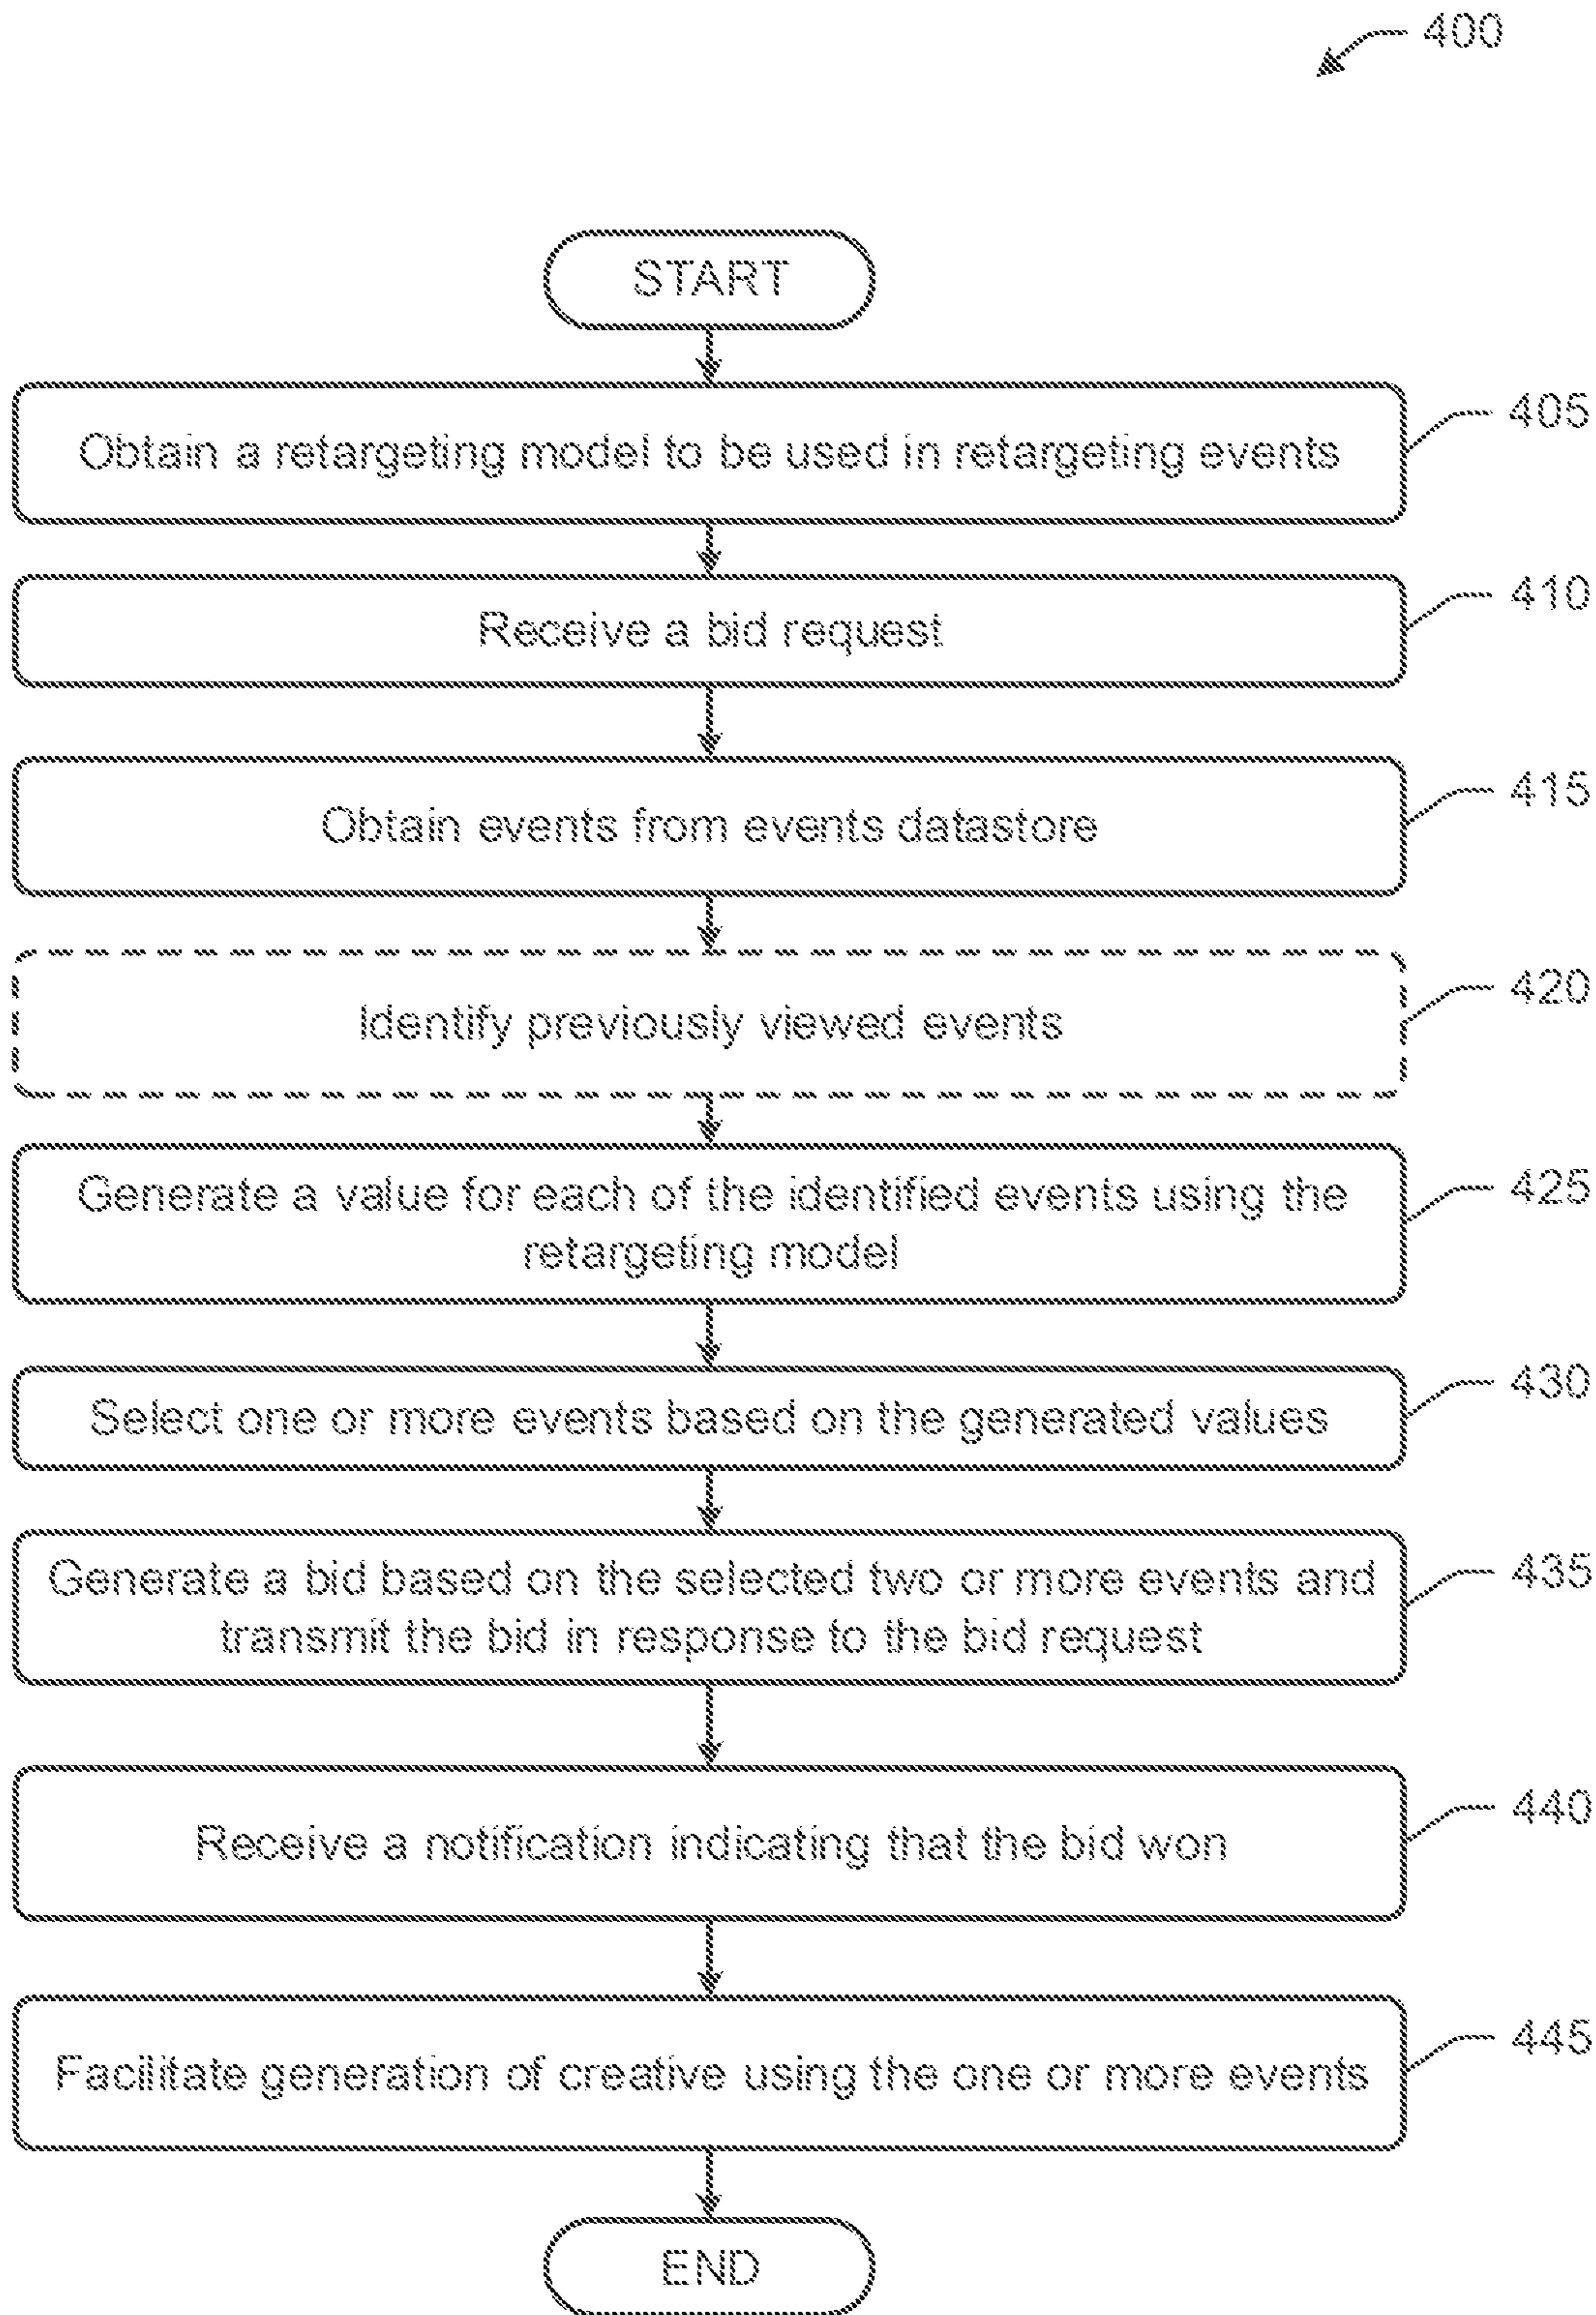 400
START
Obtain a retargeting model to be used in retargeting events
405
Receive a bid request
410
Obtain events from events datastore
415
Identify previously viewed events
420
Generate a value for each of the identified events using the
retargeting model
425
Select one or more events based on the generated values
430
Generate a bid based on the selected two or more events and
transmit the bid in response to the bid request
435
Receive a notification indicating that the bid won
440
Facilitate generation of creative using the one or more events
445
END